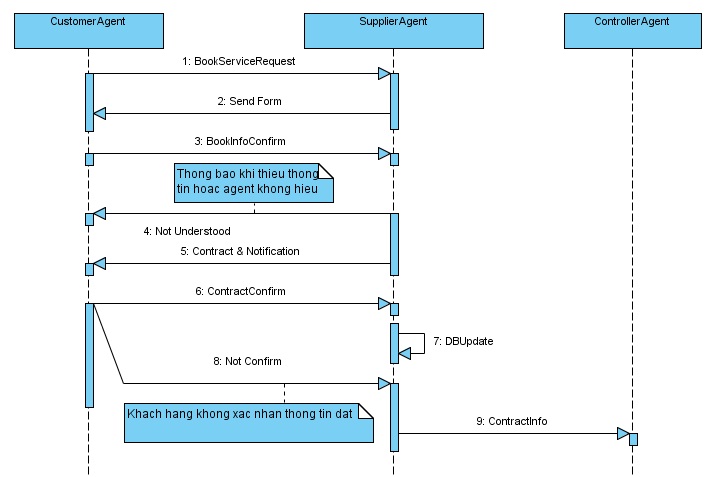 CustomerAgent
SupplierAgent
ControllerAgent
1: BookServiceRequest
2: Send Form
3: BookInfoConfirm
Thong bao khi thieu thong
tin hoac agent khong hieu
4: Not Understood
5: Contract & Notification
6: ContractConfirm
7: DBUpdate
8: Not Confirm
Khach hang khong xac nhan thong tin dat
9: ContractInfo